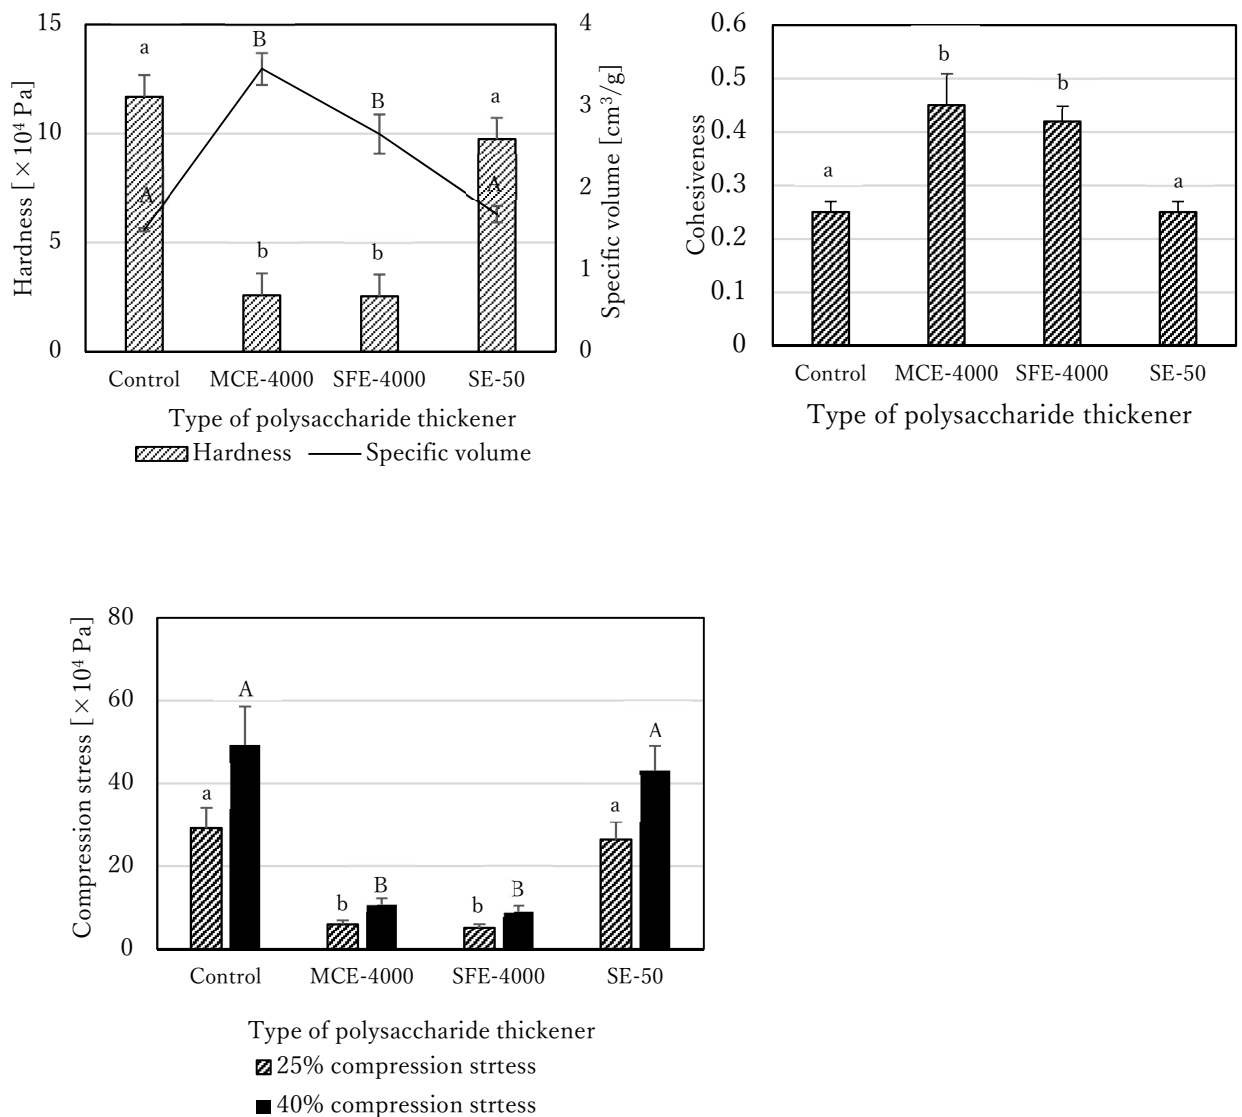 15
10
5
0
Hardness [×10⁴ Pa]
a
b
b
a
A
B
B
A
4
3
2
1
0
Specific volume [cm³/g]
Control MCE-4000 SFE-4000 SE-50
Type of polysaccharide thickener
Hardness Specific volume
0.6
0.5
0.4
0.3
0.2
0.1
0
Cohesiveness
a
b
b
a
Control MCE-4000 SFE-4000 SE-50
Type of polysaccharide thickener
80
60
40
20
0
Compression stress [×10⁴ Pa]
a
A
b
B
b
B
a
A
Control MCE-4000 SFE-4000 SE-50
Type of polysaccharide thickener
25% compression strtess
40% compression strtess